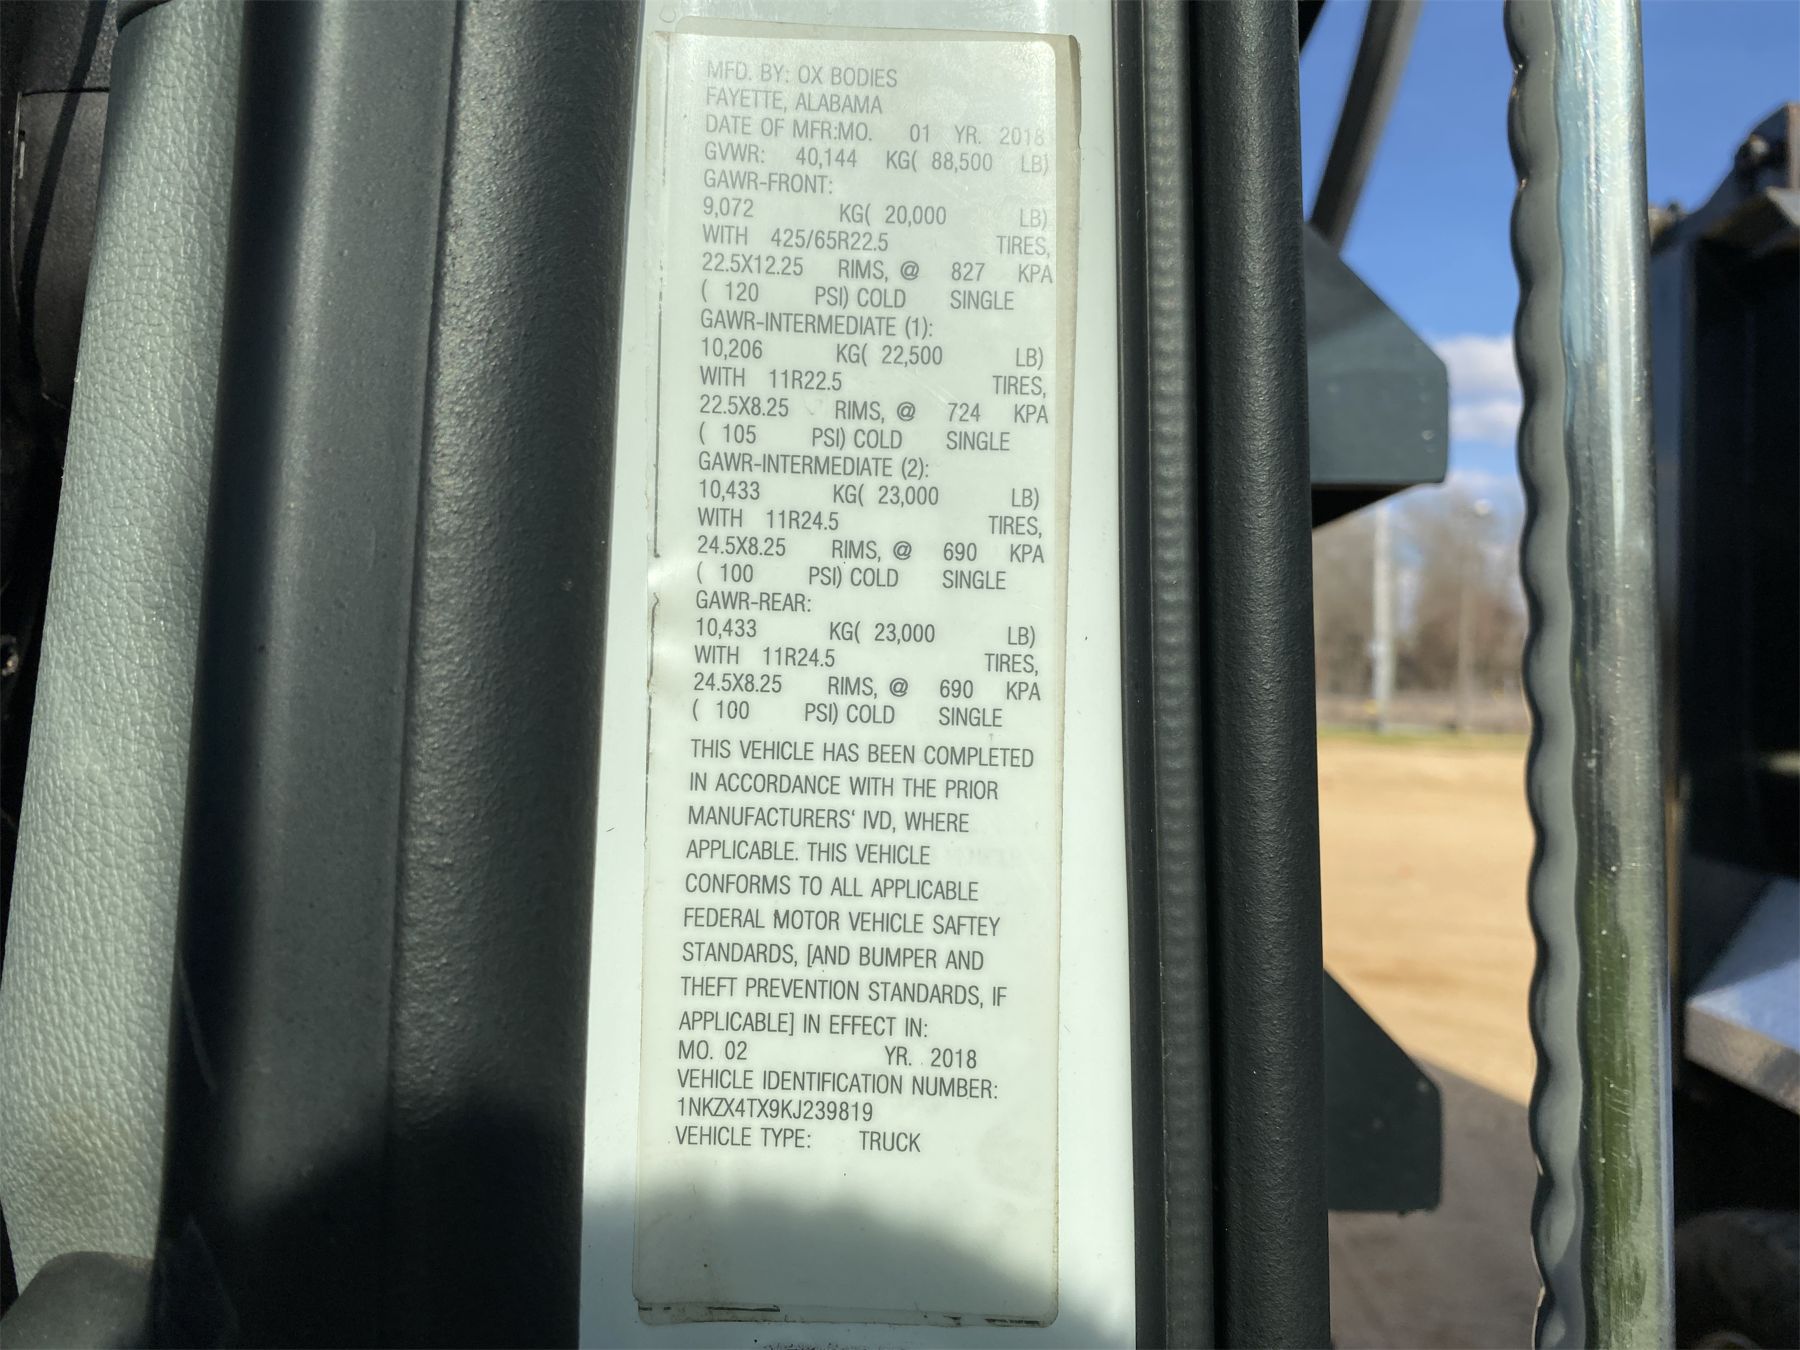 MFD. BY: OX BODIES
FAYETTE, ALABAMA
DATE OF MFR:MO. 01 YR. 2018
GVWR: 40,144 KG( 88,500 LB)
GAWR-FRONT:
9,072 KG( 20,000 LB)
WITH 425/65R22.5 TIRES,
22.5X12.25 RIMS, @ 827 KPA
( 120 PSI) COLD SINGLE
GAWR-INTERMEDIATE (1):
10,206 KG( 22,500 LB)
WITH 11R22.5 TIRES,
22.5X8.25 RIMS, @ 724 KPA
( 105 PSI) COLD SINGLE
GAWR-INTERMEDIATE (2):
10,433 KG( 23,000 LB)
WITH 11R24.5 TIRES,
24.5X8.25 RIMS, @ 690 KPA
( 100 PSI) COLD SINGLE
GAWR-REAR:
10,433 KG( 23,000 LB)
WITH 11R24.5 TIRES,
24.5X8.25 RIMS, @ 690 KPA
( 100 PSI) COLD SINGLE
THIS VEHICLE HAS BEEN COMPLETED
IN ACCORDANCE WITH THE PRIOR
MANUFACTURERS' IVD, WHERE
APPLICABLE. THIS VEHICLE
CONFORMS TO ALL APPLICABLE
FEDERAL MOTOR VEHICLE SAFTEY
STANDARDS, [AND BUMPER AND
THEFT PREVENTION STANDARDS, IF
APPLICABLE] IN EFFECT IN:
MO. 02 YR. 2018
VEHICLE IDENTIFICATION NUMBER:
1NKZX4TX9KJ239819
VEHICLE TYPE: TRUCK